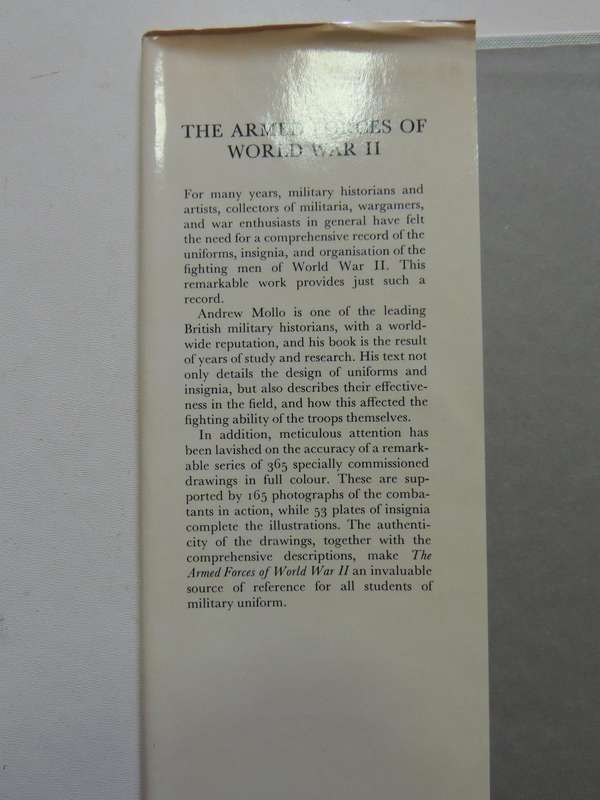 THE ARMED FORCES OF
WORLD WAR II
For many years, military historians and
artists, collectors of militaria, wargamers,
and war enthusiasts in general have felt
the need for a comprehensive record of the
uniforms, insignia, and organisation of the
fighting men of World War II. This
remarkable work provides just such a
record.
Andrew Mollo is one of the leading
British military historians, with a world-
wide reputation, and his book is the result
of years of study and research. His text not
only details the design of uniforms and
insignia, but also describes their effective-
ness in the field, and how this affected the
fighting ability of the troops themselves.
In addition, meticulous attention has
been lavished on the accuracy of a remark-
able series of 365 specially commissioned
drawings in full colour. These are sup-
ported by 165 photographs of the comba-
tants in action, while 53 plates of insignia
complete the illustrations. The authenti-
city of the drawings, together with the
comprehensive descriptions, make The
Armed Forces of World War II an invaluable
source of reference for all students of
military uniform.